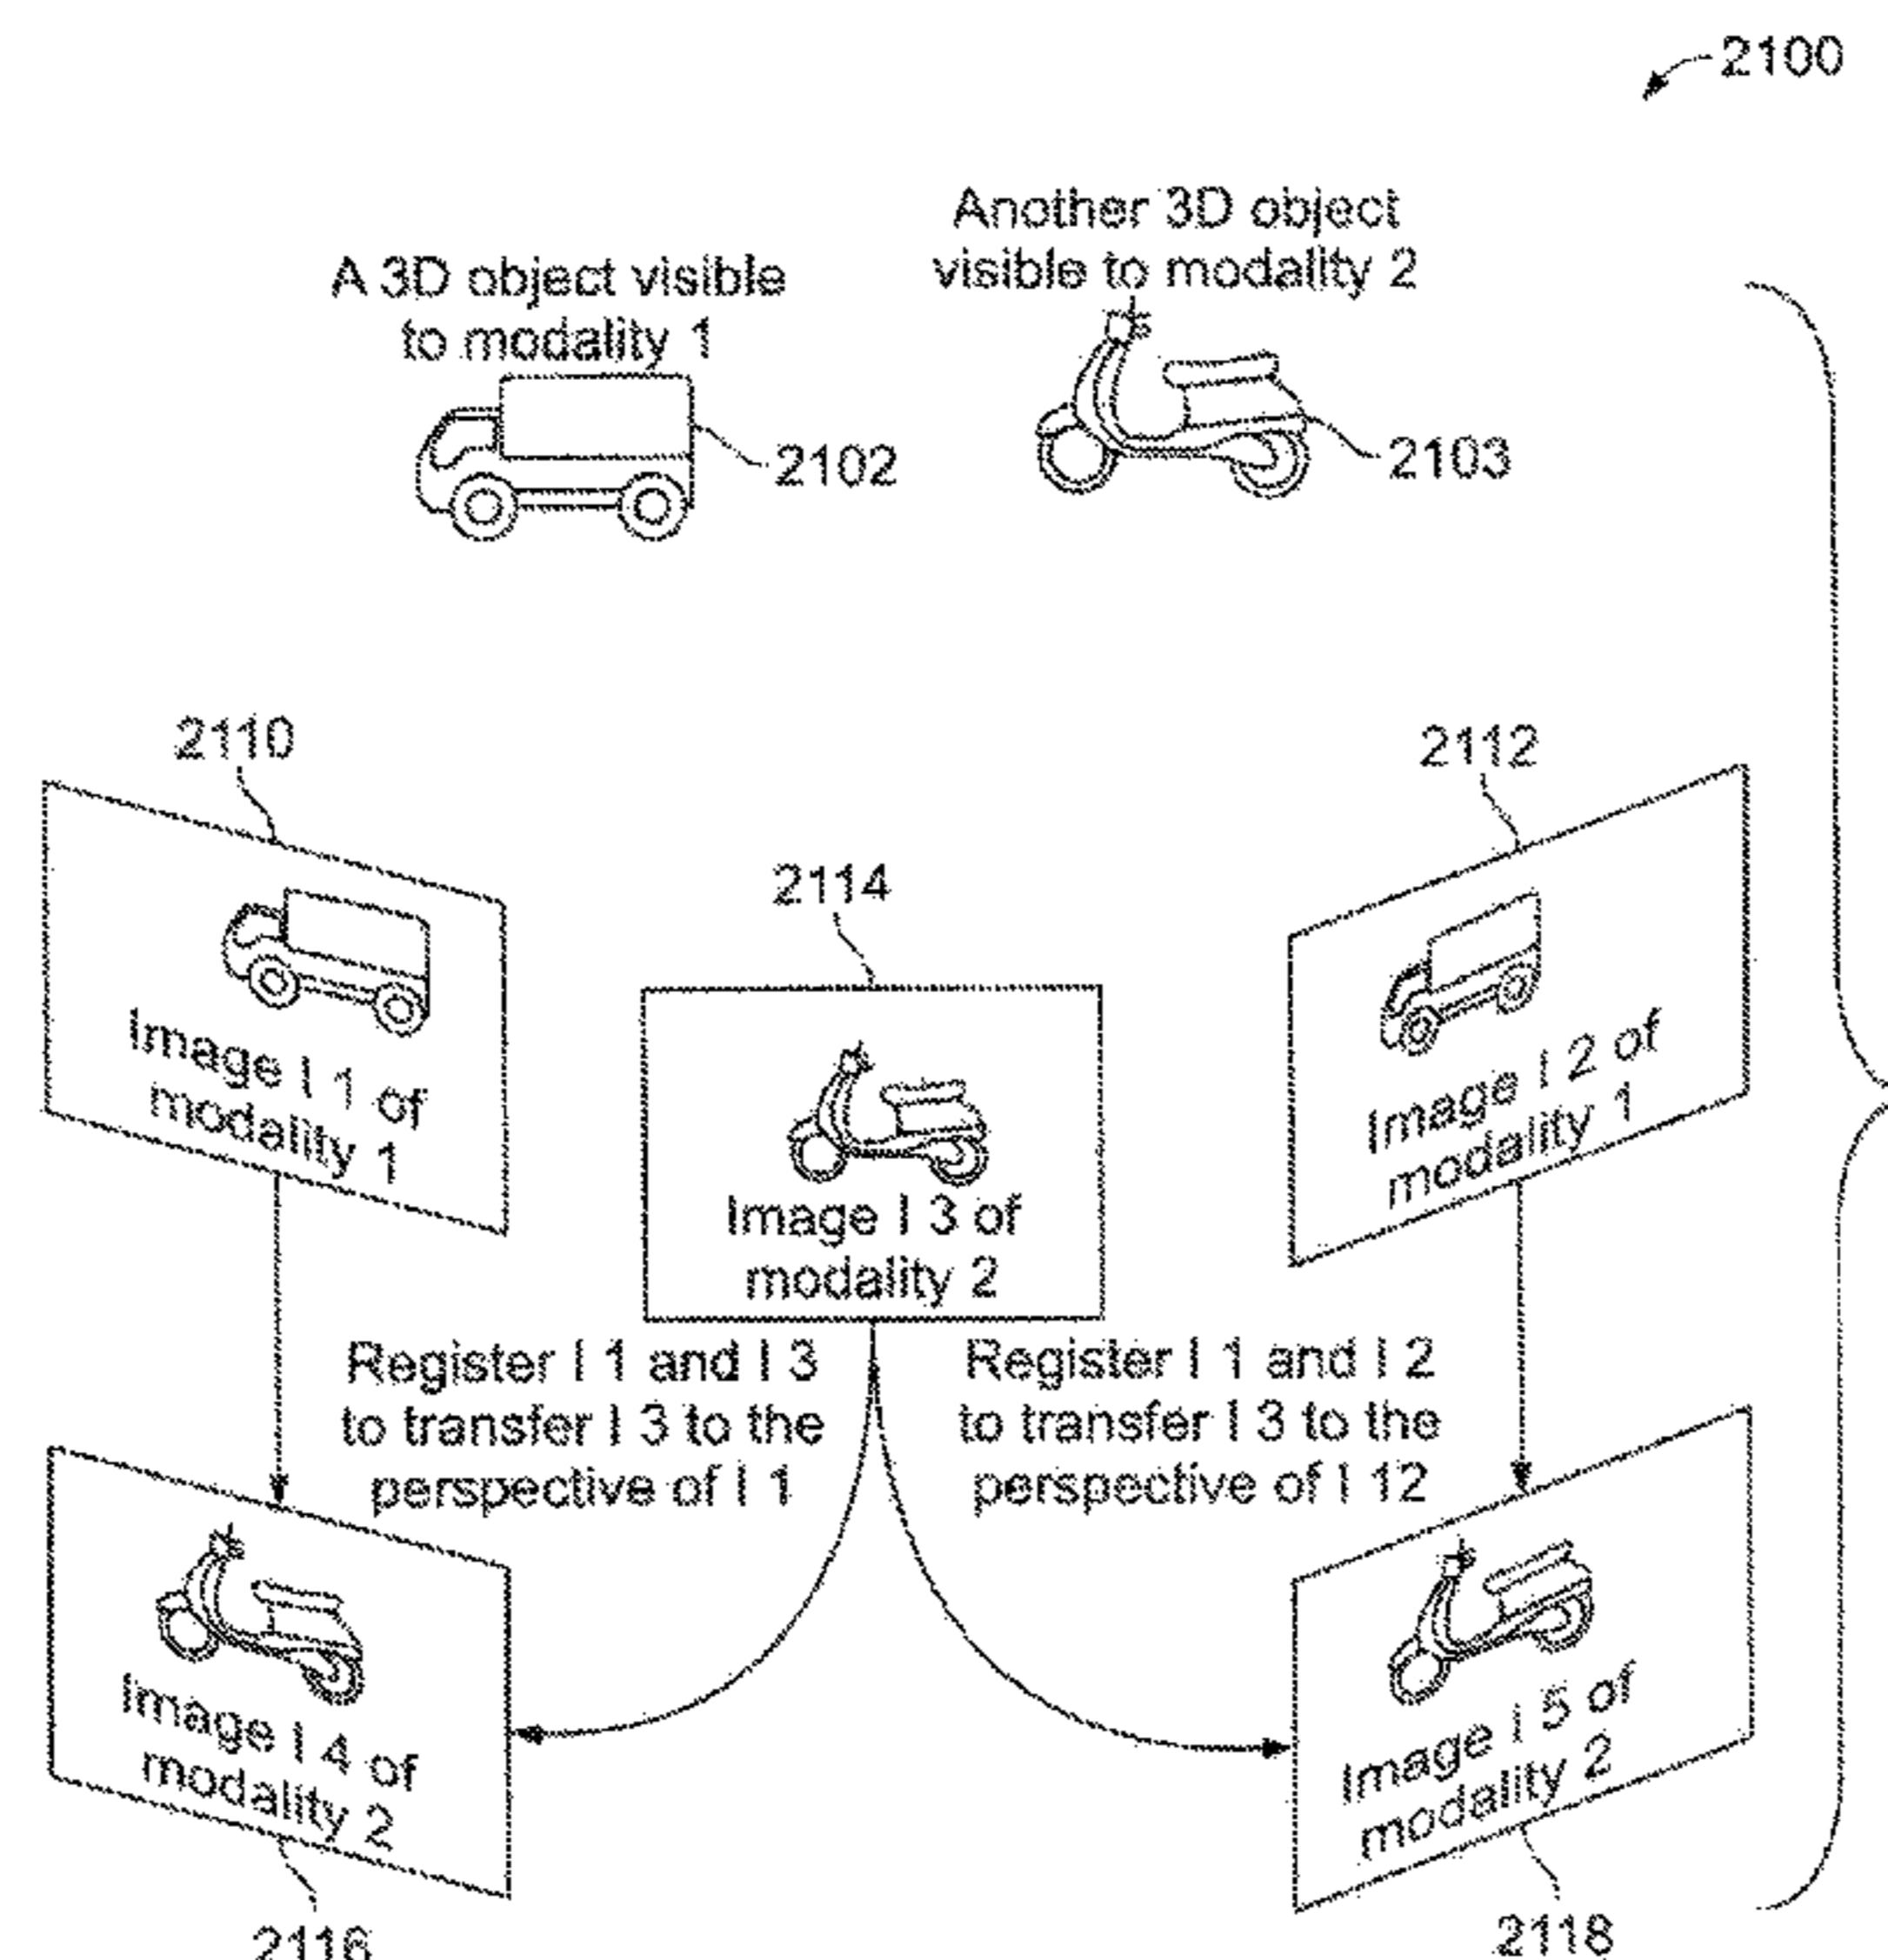 2100
Another 3D object
visible to modality 2
A 3D object visible
to modality 1
2102
2103
2110
2112
2114
Image I 1 of
modality 1
Image I 2 of
modality 1
Image I 3 of
modality 2
Register I 1 and I 3
to transfer I 3 to the
perspective of I 1
Register I 1 and I 2
to transfer I 3 to the
perspective of I 12
Image I 4 of
modality 2
Image I 5 of
modality 2
2116
2118